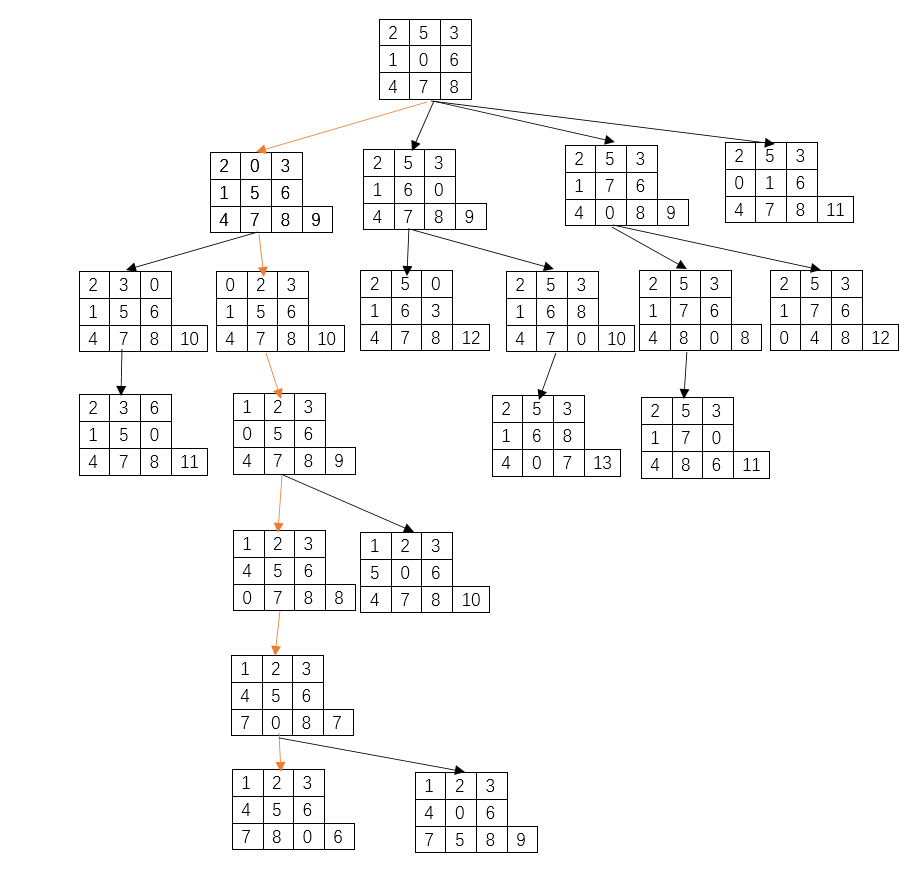 2 5 3
1 0 6
4 7 8
2 0 3
1 5 6
4 7 8 9
2 5 3
1 6 0
4 7 8 9
2 5 3
1 7 6
4 0 8 9
2 5 3
0 1 6
4 7 8 11
2 3 0
1 5 6
4 7 8 10
0 2 3
1 5 6
4 7 8 10
2 5 0
1 6 3
4 7 8 12
2 5 3
1 6 8
4 7 0 10
2 5 3
1 7 6
4 8 0 8
2 5 3
1 7 6
0 4 8 12
2 3 6
1 5 0
4 7 8 11
1 2 3
0 5 6
4 7 8 9
2 5 3
1 6 8
4 0 7 13
2 5 3
1 7 0
4 8 6 11
1 2 3
4 5 6
0 7 8 8
1 2 3
5 0 6
4 7 8 10
1 2 3
4 5 6
7 0 8 7
1 2 3
4 5 6
7 8 0 6
1 2 3
4 0 6
7 5 8 9